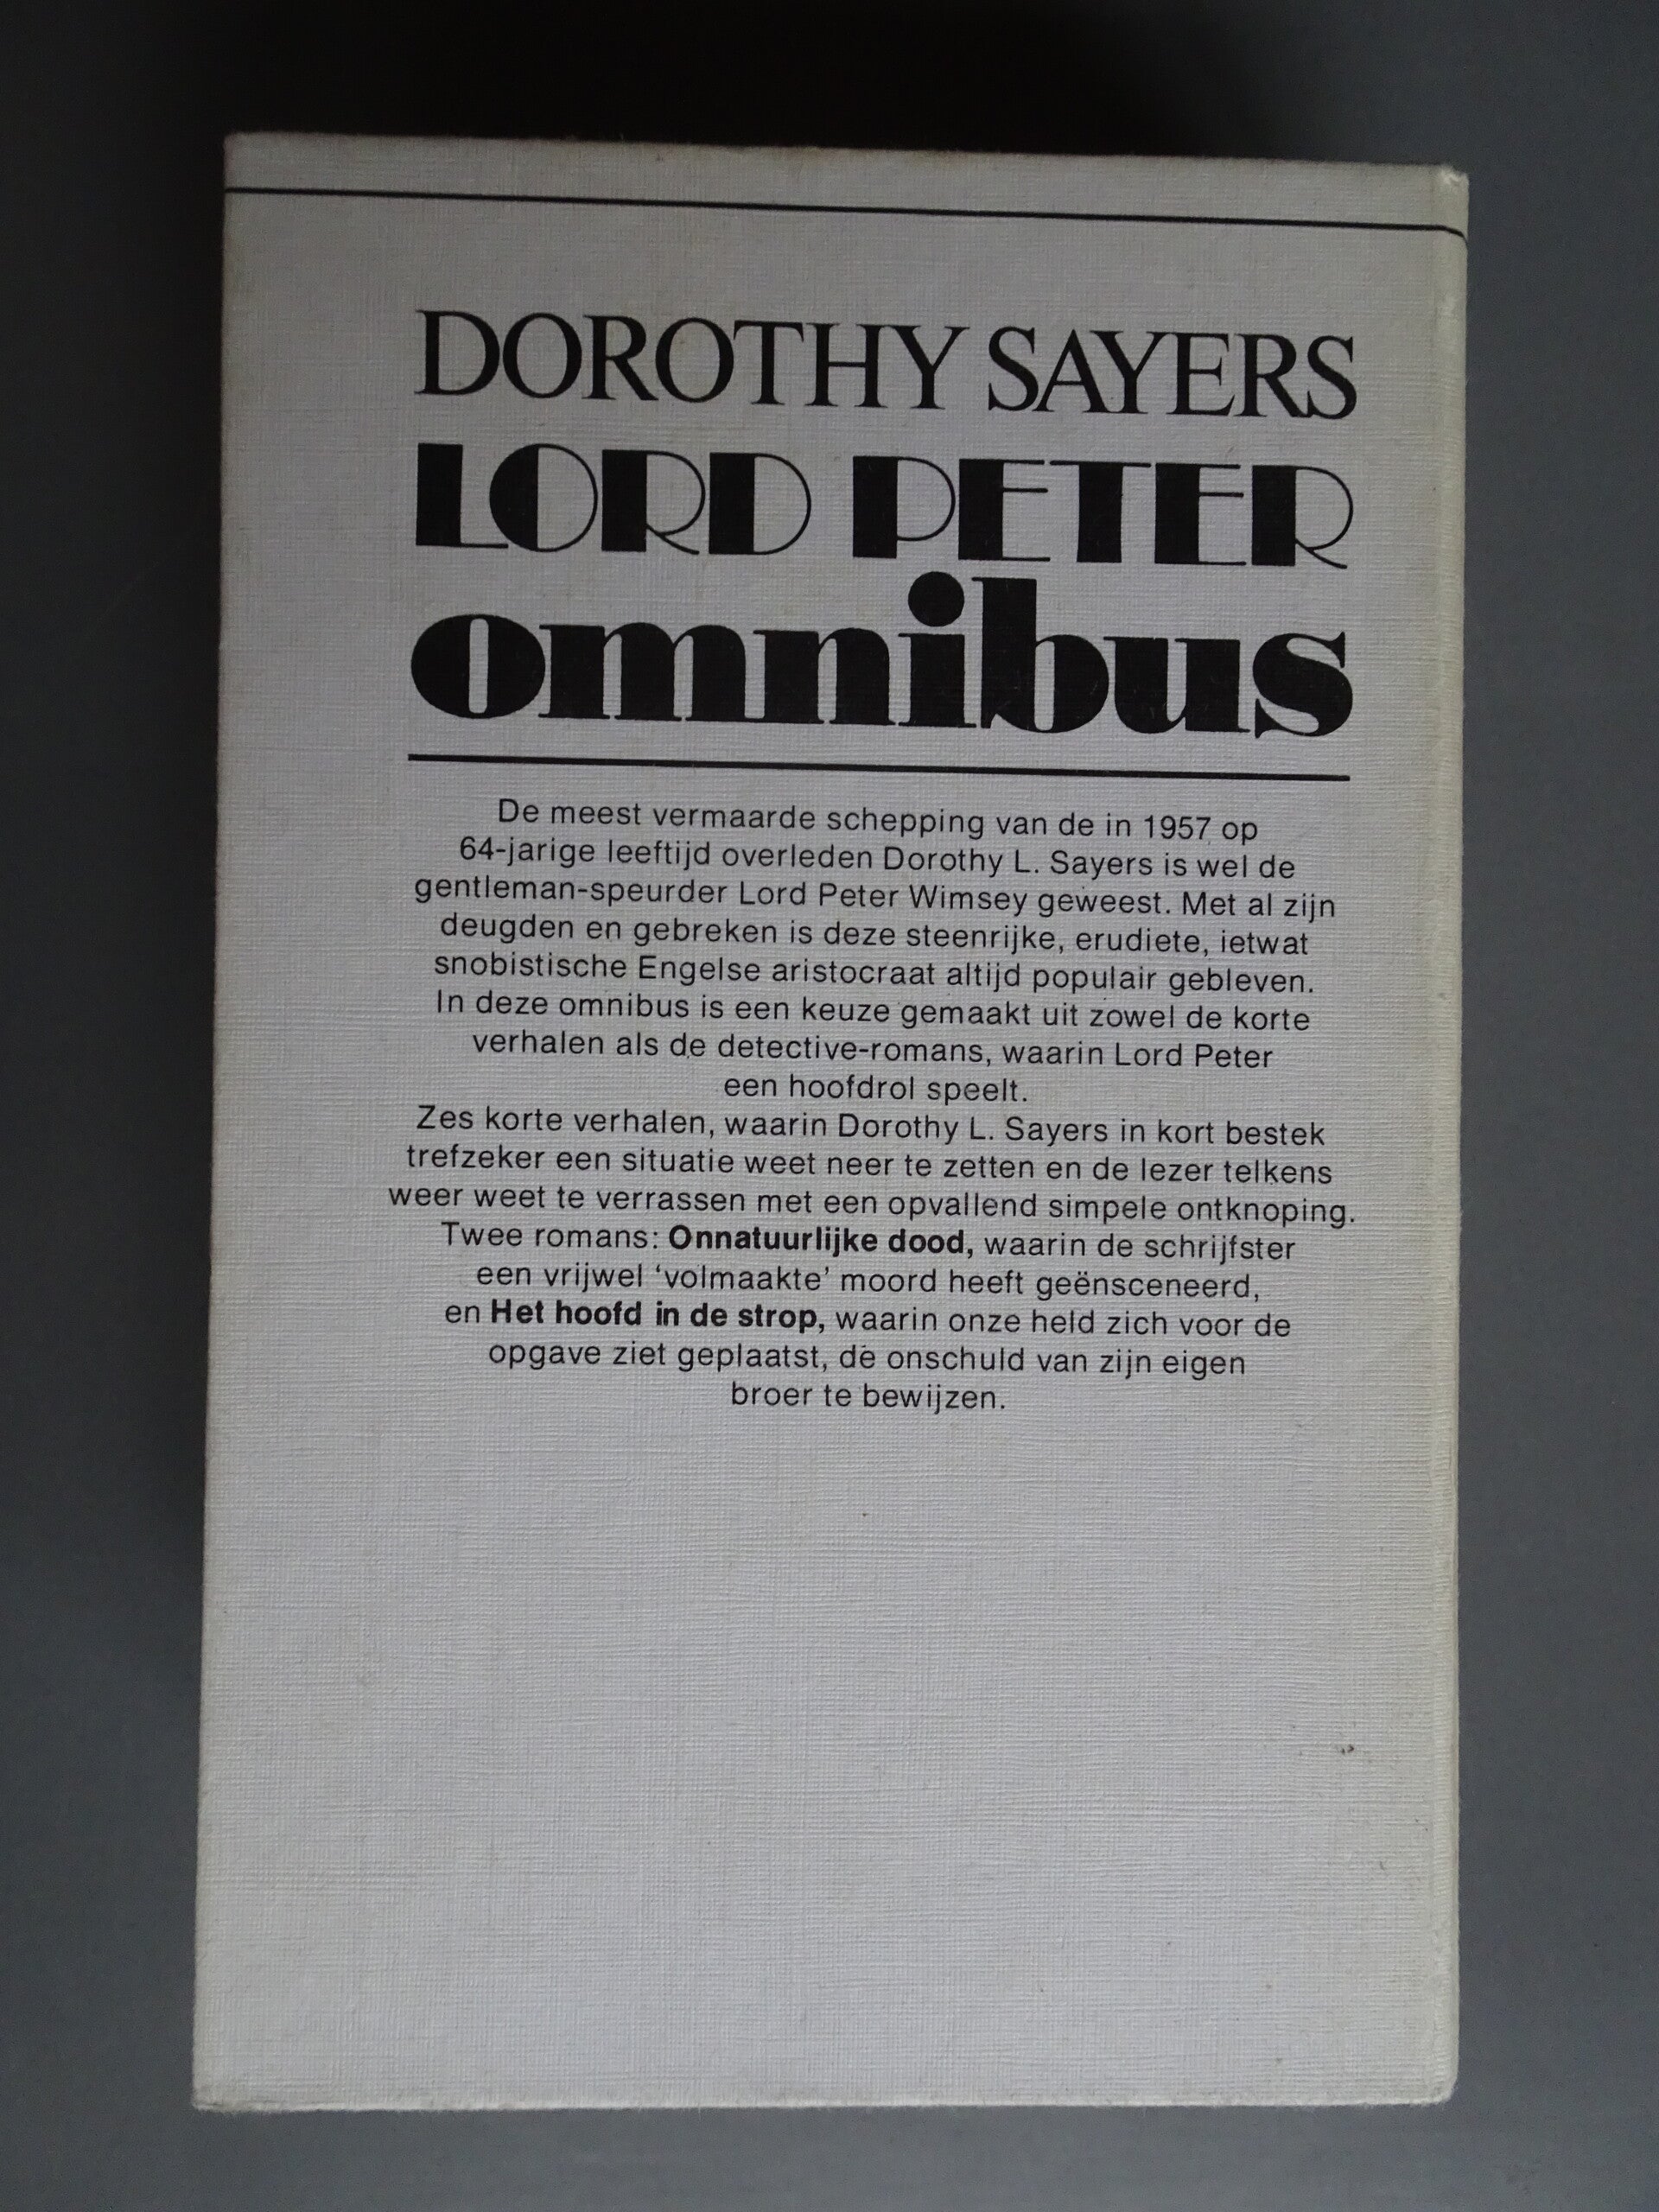 DOROTHY SAYERS
LORD PETER
omnibus
De meest vermaarde schepping van de in 1957 op
64-jarige leeftijd overleden Dorothy L. Sayers is wel de
gentleman-speurder Lord Peter Wimsey geweest. Met al zijn
deugden en gebreken is deze steenrijke, erudiete, ietwat
snobistische Engelse aristocraat altijd populair gebleven.
In deze omnibus is een keuze gemaakt uit zowel de korte
verhalen als de detective-romans, waarin Lord Peter
een hoofdrol speelt.
Zes korte verhalen, waarin Dorothy L. Sayers in kort bestek
trefzeker een situatie weet neer te zetten en de lezer telkens
weer weet te verrassen met een opvallend simpele ontknoping.
Twee romans: Onnatuurlijke dood, waarin de schrijfster
een vrijwel ‘volmaakte’ moord heeft geënsceneerd,
en Het hoofd in de strop, waarin onze held zich voor de
opgave ziet geplaatst, de onschuld van zijn eigen
broer te bewijzen.